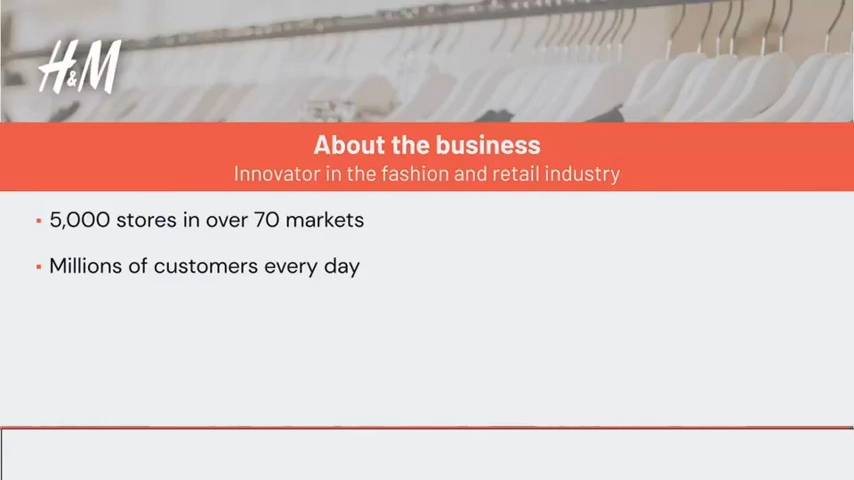 H&M
About the business
Innovator in the fashion and retail industry
▪ 5,000 stores in over 70 markets
▪ Millions of customers every day